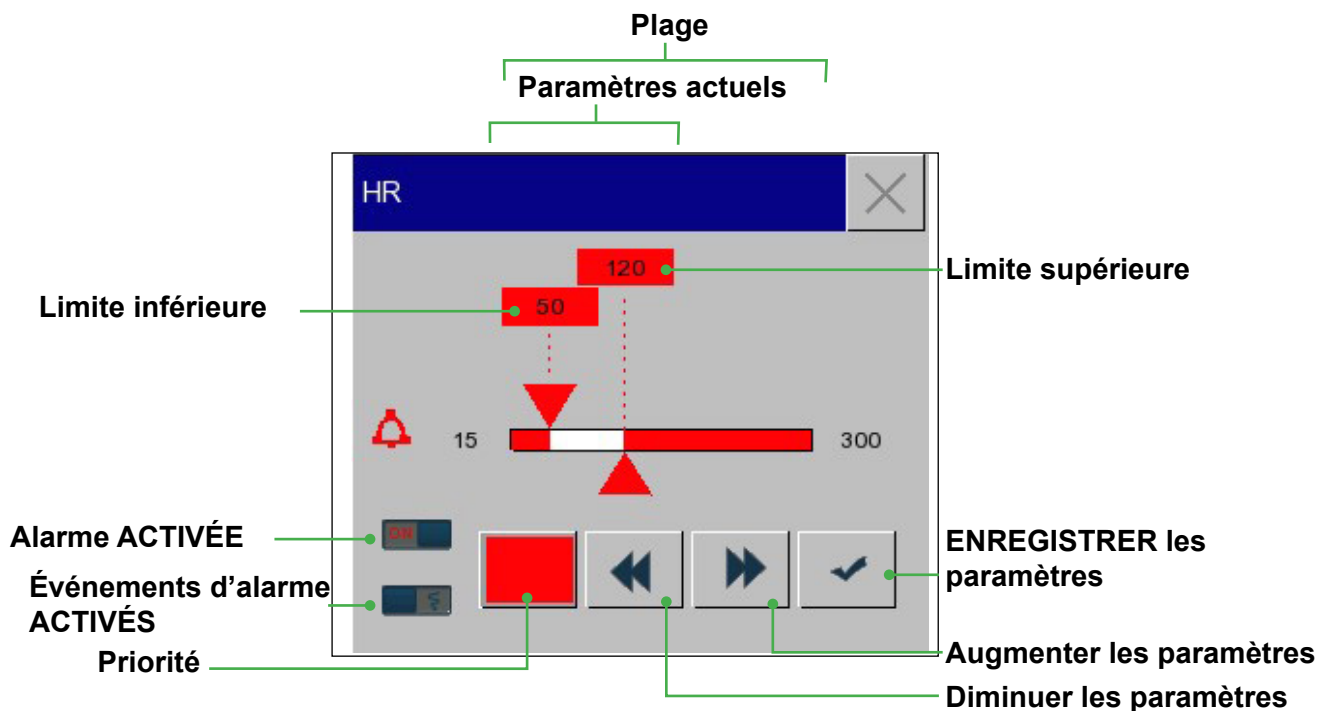 Plage
Paramètres actuels
HR
120
Limite supérieure
Limite inférieure
50
15
300
Alarme ACTIVÉE
ON
ENREGISTRER les
paramètres
Événements d’alarme
ACTIVÉS
Priorité
Augmenter les paramètres
Diminuer les paramètres